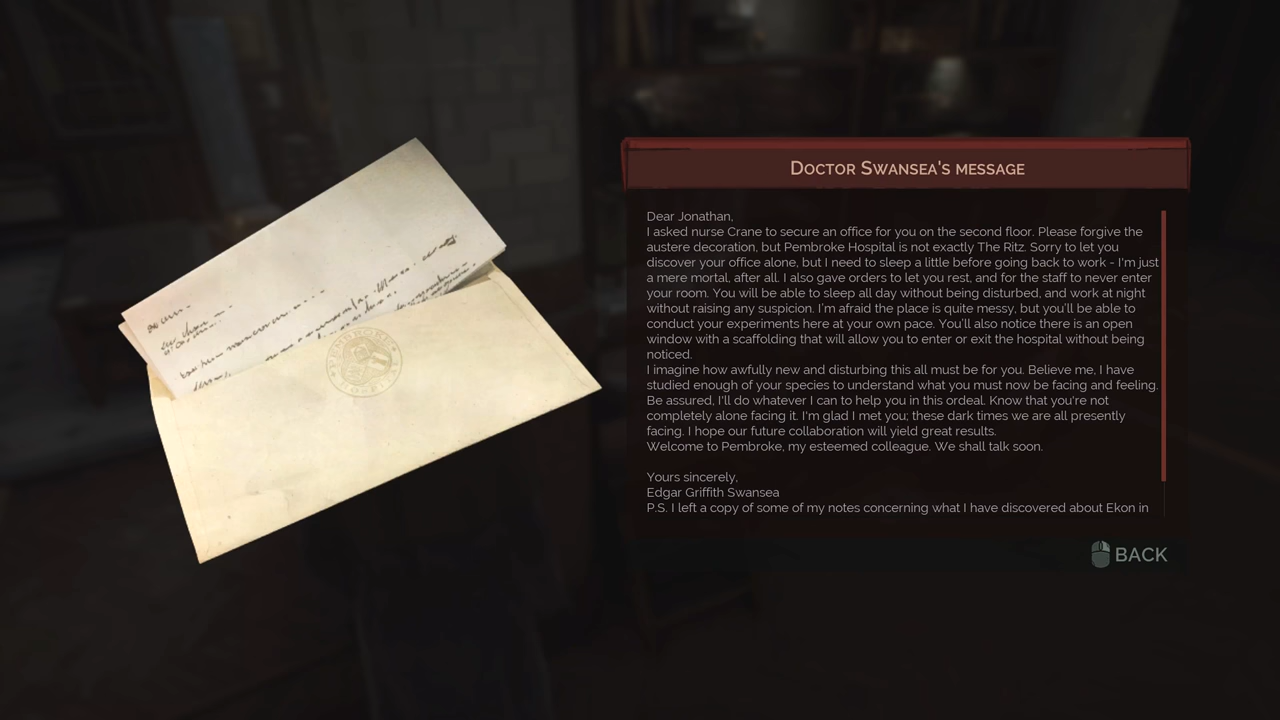 DOCTOR SWANSEA'S MESSAGE
Dear Jonathan,
I asked nurse Crane to secure an office for you on the second floor. Please forgive the
austere decoration, but Pembroke Hospital is not exactly The Ritz. Sorry to let you
discover your office alone, but I need to sleep a little before going back to work - I'm just
a mere mortal, after all. I also gave orders to let you rest, and for the staff to never enter
your room. You will be able to sleep all day without being disturbed, and work at night
without raising any suspicion. I'm afraid the place is quite messy, but you'll be able to
conduct your experiments here at your own pace. You'll also notice there is an open
window with a scaffolding that will allow you to enter or exit the hospital without being
noticed.
I imagine how awfully new and disturbing this all must be for you. Believe me, I have
studied enough of your species to understand what you must now be facing and feeling.
Be assured, I'll do whatever I can to help you in this ordeal. Know that you're not
completely alone facing it. I'm glad I met you; these dark times we are all presently
facing. I hope our future collaboration will yield great results.
Welcome to Pembroke, my esteemed colleague. We shall talk soon.
Yours sincerely,
Edgar Griffith Swansea
P.S. I left a copy of some of my notes concerning what I have discovered about Ekon in
BACK